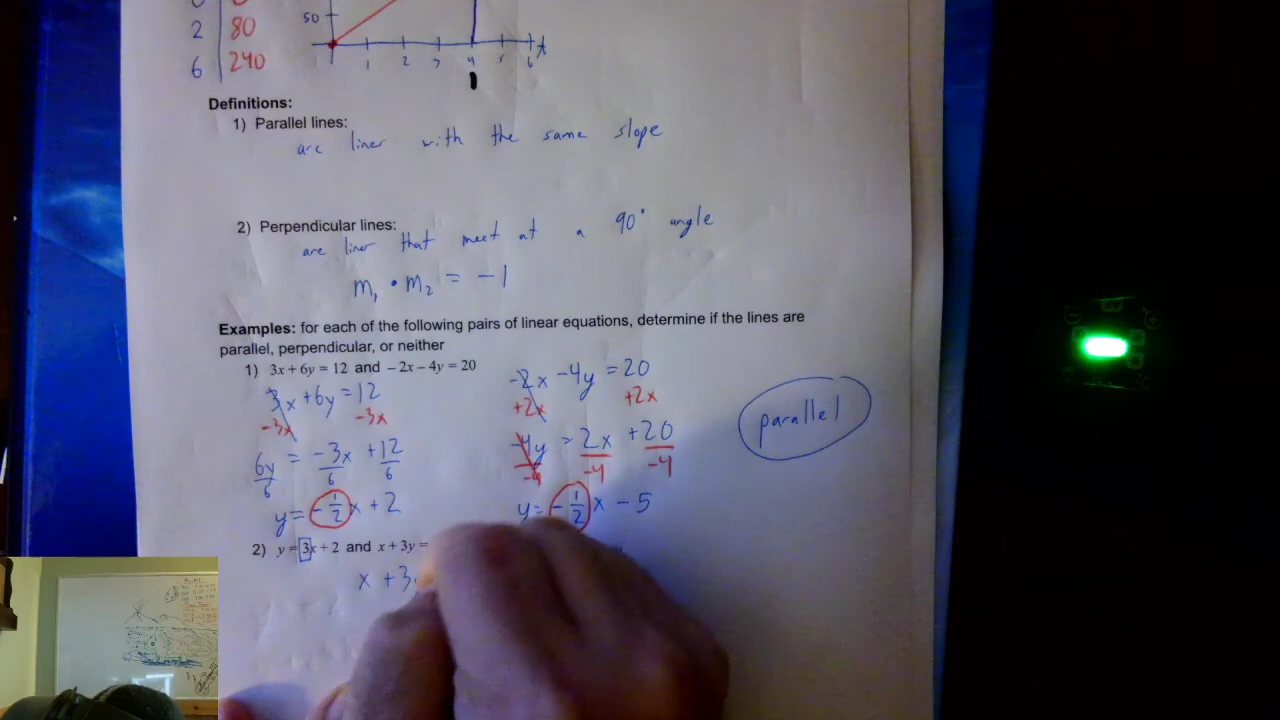 50
2 80
6 240
1 2 3 4 5 6 t
Definitions:
1) Parallel lines:
are lines with the same slope
2) Perpendicular lines:
are lines that meet at a 90° angle
m₁ • m₂ = -1
Examples: for each of the following pairs of linear equations, determine if the lines are
parallel, perpendicular, or neither
1) 3x + 6y = 12 and - 2x - 4y = 20
3x + 6y = 12 -2x - 4y = 20
-3x -3x +2x +2x
6y/6 = -3x/6 + 12/6 -4y/-4 = 2x/-4 + 20/-4
parallel
y = -1/2 x + 2 y = -1/2 x - 5
2) y = 3x + 2 and x + 3y =
x + 3